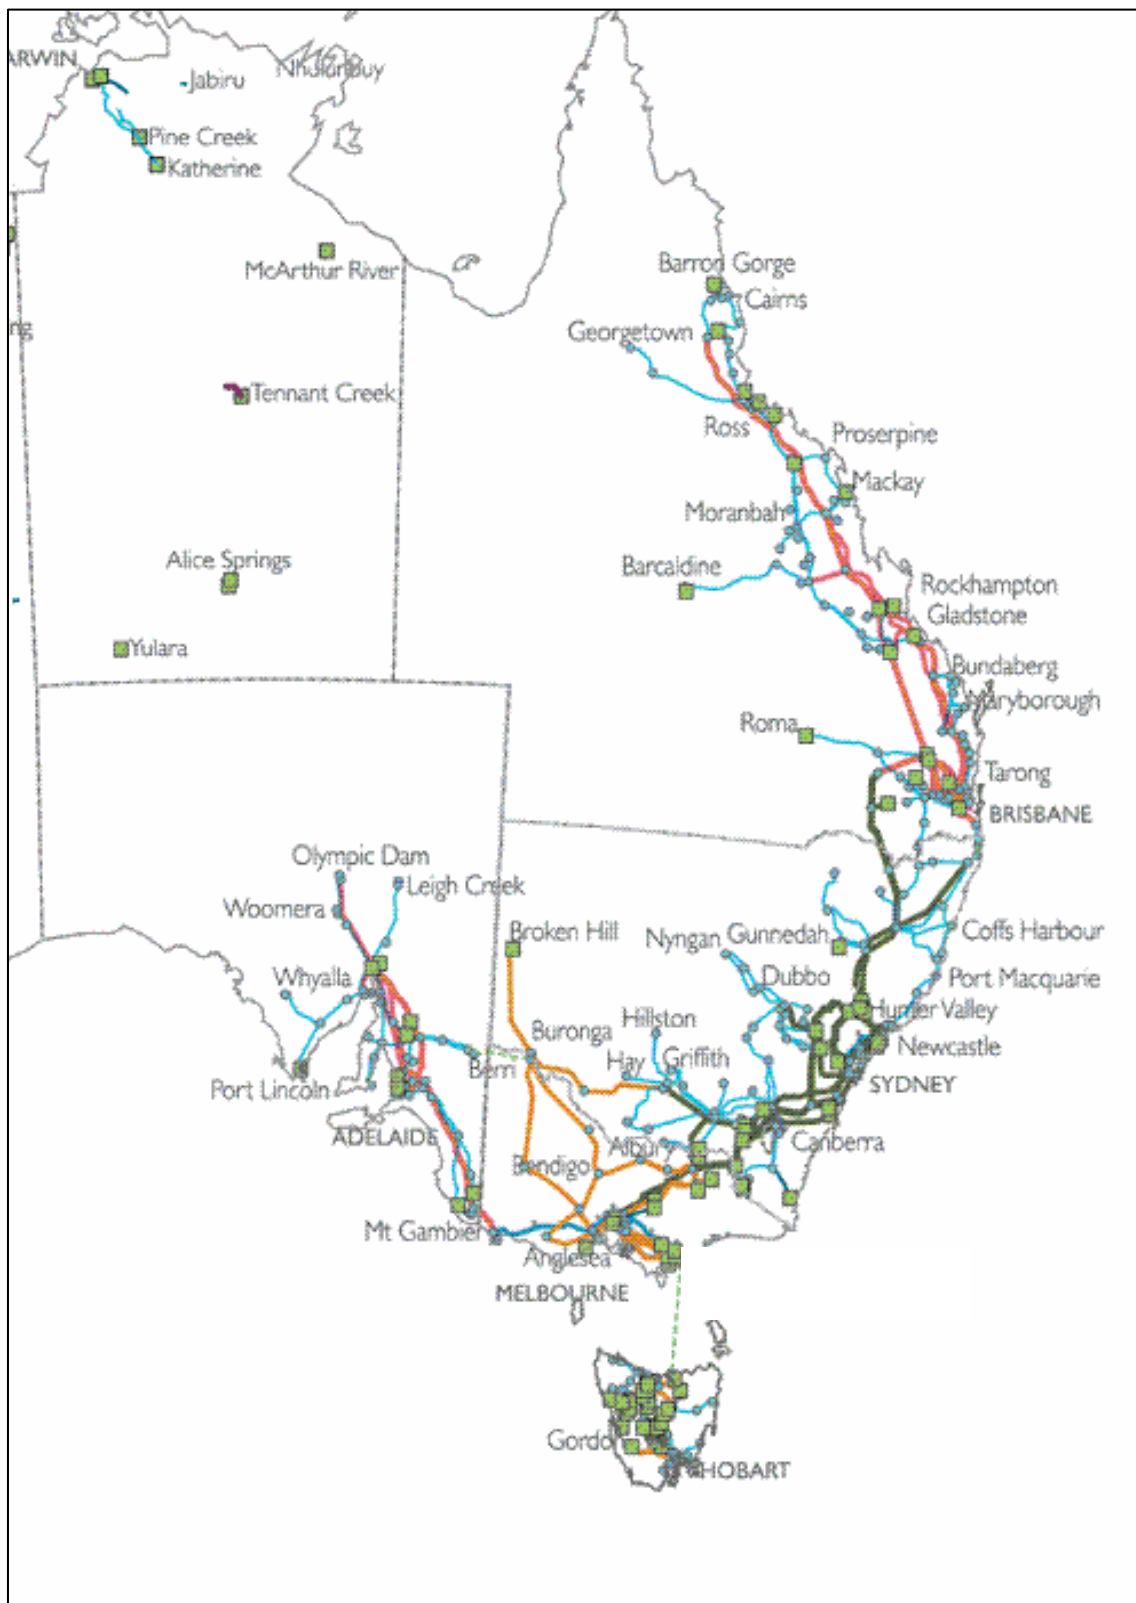 ARWIN
Jabiru
Nhulunbuy
Pine Creek
Katherine
McArthur River
Barron Gorge
Cairns
ng
Georgetown
Tennant Creek
Ross
Proserpine
Mackay
Moranbah
Alice Springs
Barcaldine
Rockhampton
Gladstone
Yulara
Bundaberg
Maryborough
Roma
Tarong
BRISBANE
Olympic Dam
Leigh Creek
Woomera
Broken Hill
Nyngan
Gunnedah
Coffs Harbour
Whyalla
Dubbo
Port Macquarie
Hunter Valley
Hillston
Buronga
Newcastle
Hay
Griffith
Berri
SYDNEY
Port Lincoln
ADELAIDE
Albury
Canberra
Bendigo
Mt Gambier
Anglesea
MELBOURNE
Gordo
HOBART